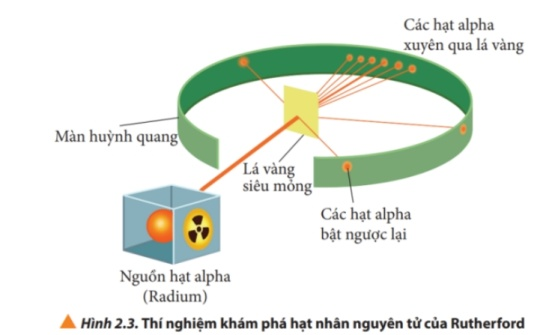 Các hạt alpha
xuyên qua lá vàng
Màn huỳnh quang
Lá vàng
siêu mỏng
Các hạt alpha
bật ngược lại
Nguồn hạt alpha
(Radium)
Hình 2.3. Thí nghiệm khám phá hạt nhân nguyên tử của Rutherford